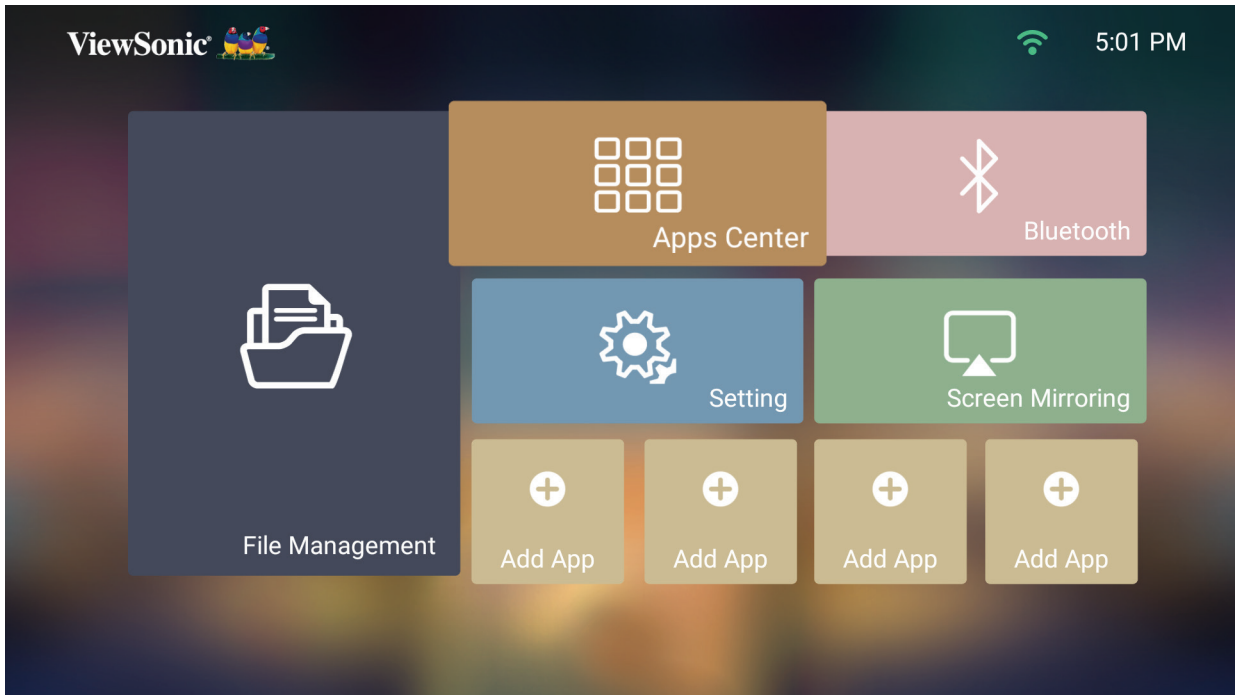 ViewSonic®
5:01 PM
Apps Center
Bluetooth
Setting
Screen Mirroring
File Management
Add App
Add App
Add App
Add App